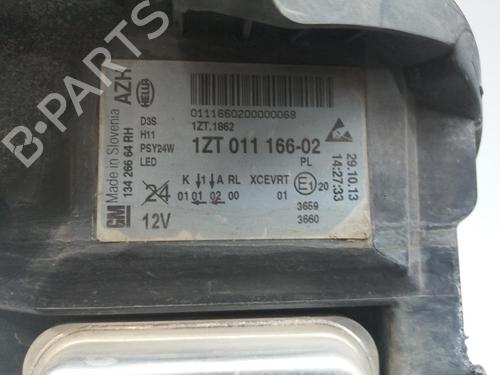 AZH
HELLA
GM Made in Slovenia
134 266 64 RH
0111660200000068
1ZT.1862
D3S
H11
PSY24W
LED
1ZT 011 166-02
PL
K 1 A RL XCEVRT
01 01 02 00 01
E1 20
24
12V
3659
3660
29.10.13
14:27:33
B-PARTS